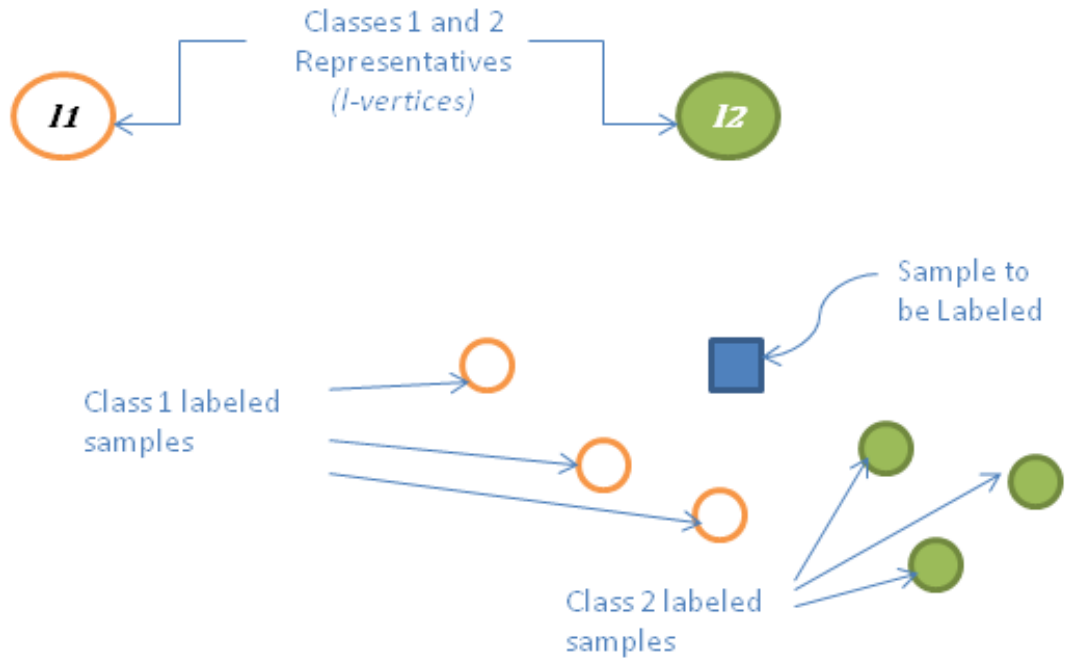 Classes 1 and 2
Representatives
(l-vertices)
l1
l2
Sample to
be Labeled
Class 1 labeled
samples
Class 2 labeled
samples